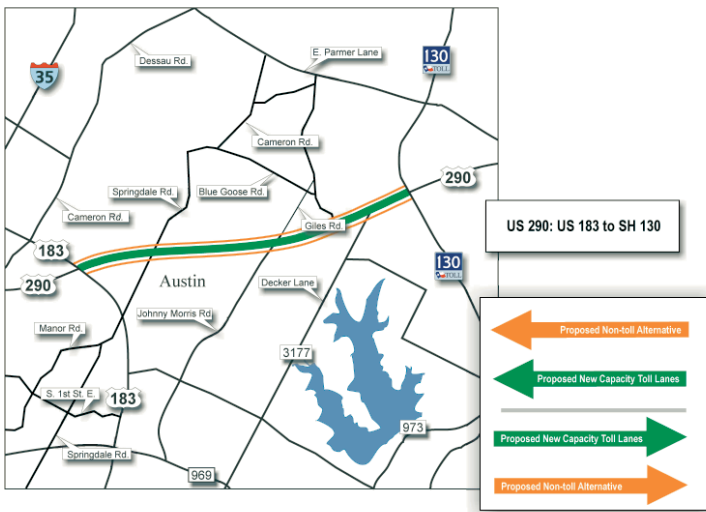 Dessau Rd.
E. Parmer Lane
130
TOLL
35
Cameron Rd.
290
Springdale Rd.
Blue Goose Rd.
Cameron Rd.
Giles Rd.
US 290: US 183 to SH 130
183
130
TOLL
290
Austin
Decker Lane
Johnny Morris Rd
Manor Rd.
3177
S. 1st St. E.
183
973
Springdale Rd.
969
Proposed Non-toll Alternative
Proposed New Capacity Toll Lanes
Proposed New Capacity Toll Lanes
Proposed Non-toll Alternative